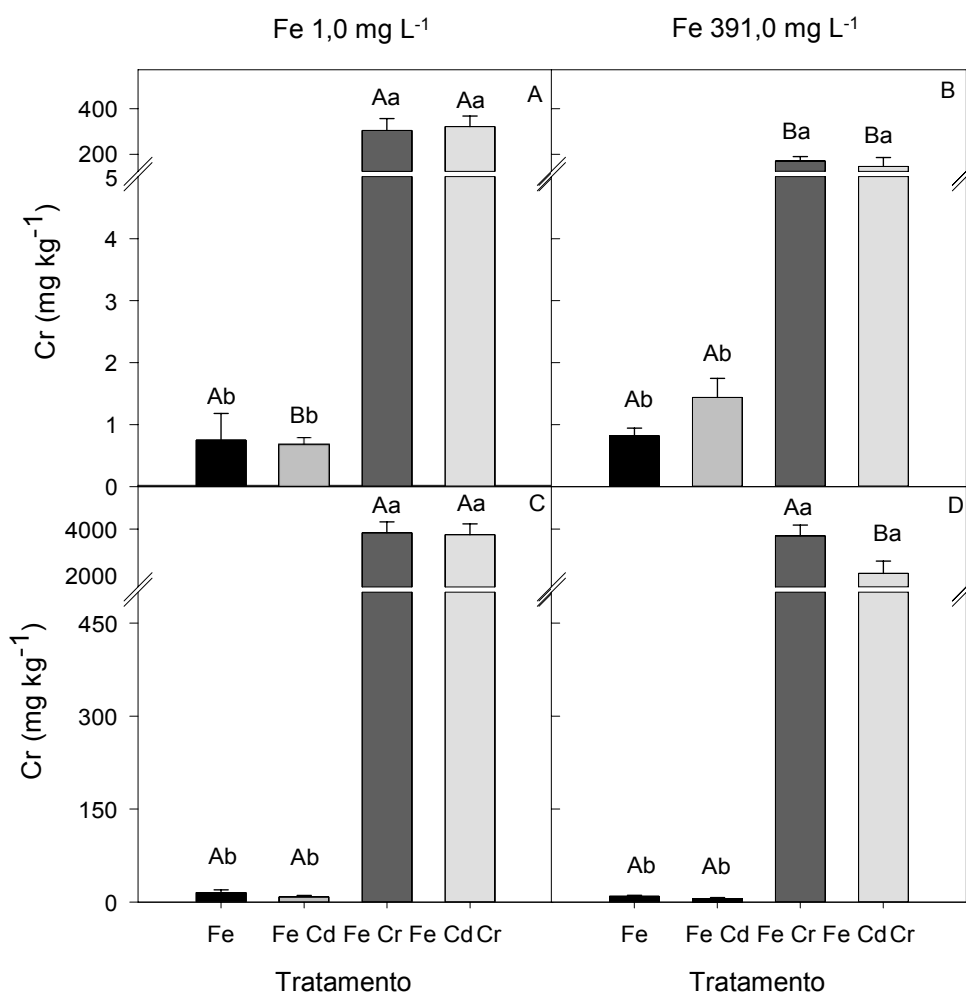 Fe 1,0 mg L-1
Fe 391,0 mg L-1
A
B
Aa
Aa
Ba
Ba
400
200
5
4
3
2
1
0
Cr (mg kg-1)
Ab
Bb
Ab
Ab
C
D
Aa
Aa
Aa
Ba
4000
2000
450
300
150
0
Cr (mg kg-1)
Ab
Ab
Ab
Ab
Fe
Fe Cd
Fe Cr
Fe Cd Cr
Fe
Fe Cd
Fe Cr
Fe Cd Cr
Tratamento
Tratamento